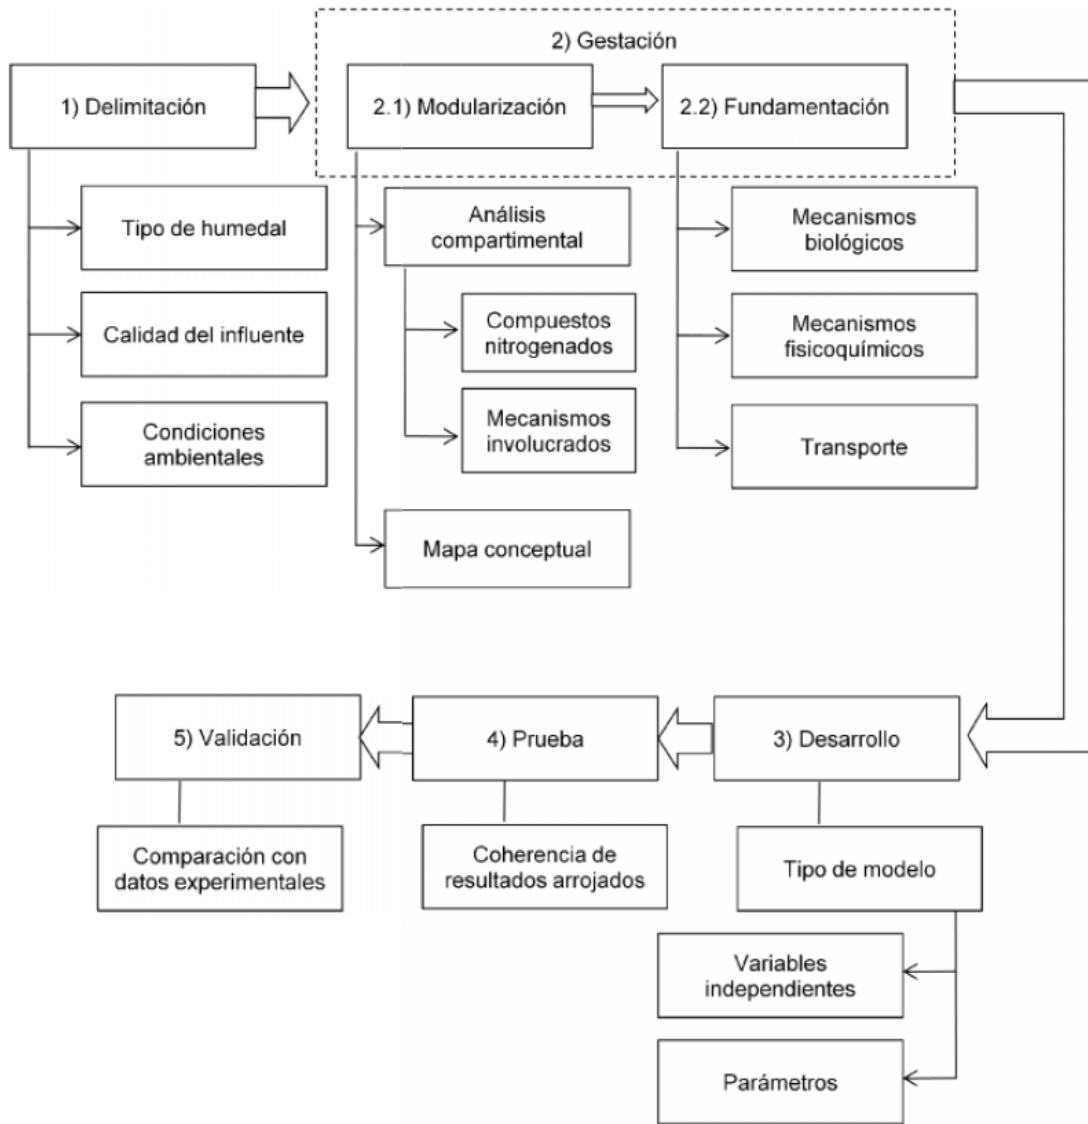 2) Gestación
1) Delimitación
2.1) Modularización
2.2) Fundamentación
Tipo de humedal
Calidad del influente
Condiciones
ambientales
Análisis
compartimental
Compuestos
nitrogenados
Mecanismos
involucrados
Mapa conceptual
Mecanismos
biológicos
Mecanismos
fisicoquímicos
Transporte
3) Desarrollo
Tipo de modelo
Variables
independientes
Parámetros
4) Prueba
Coherencia de
resultados arrojados
5) Validación
Comparación con
datos experimentales